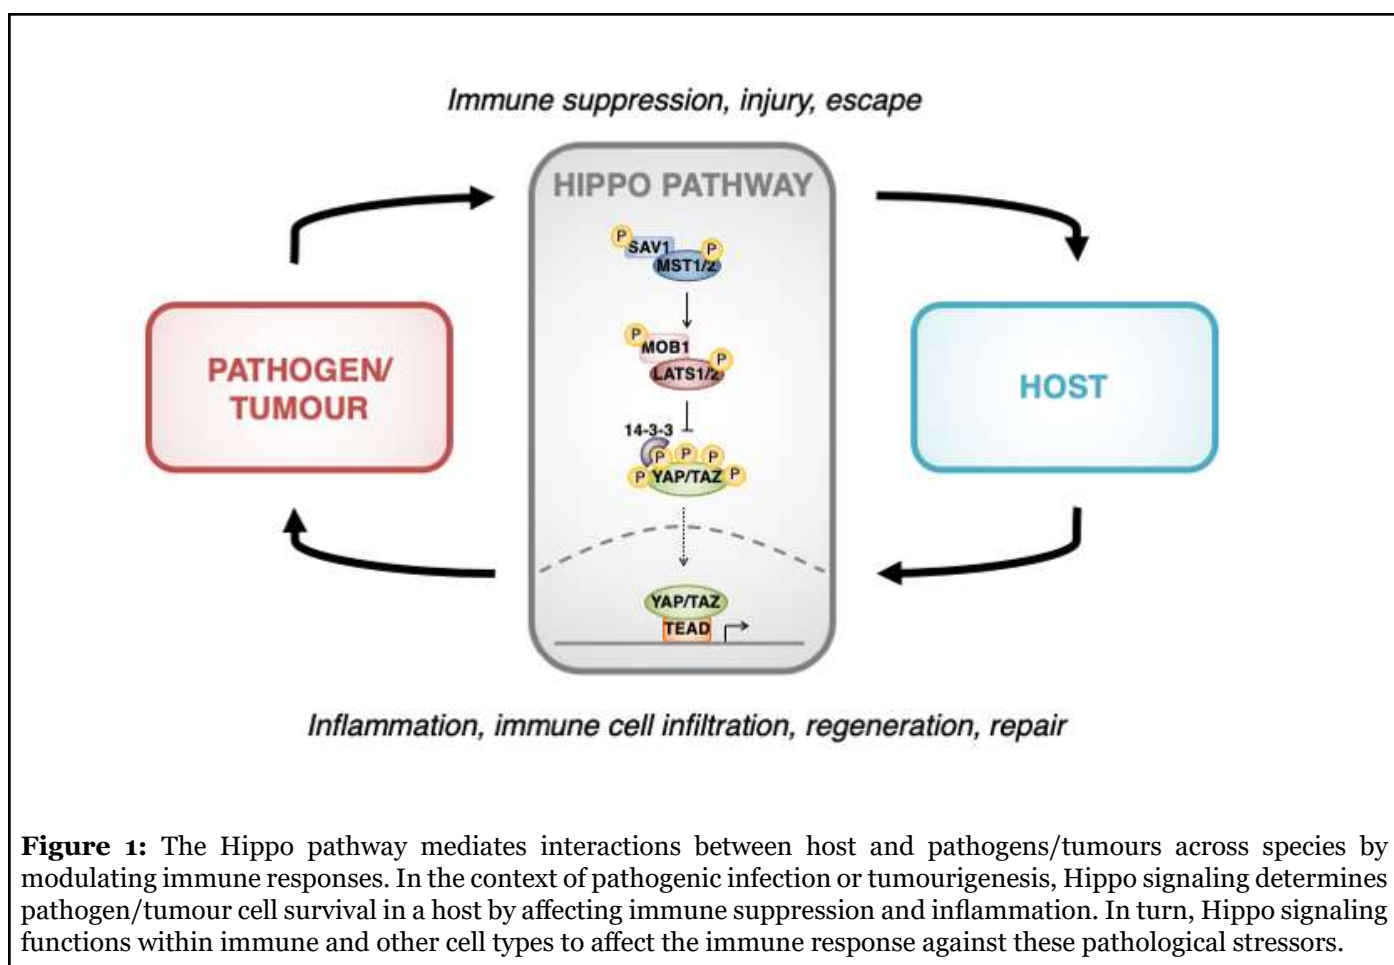 Immune suppression, injury, escape
HIPPO PATHWAY
P
SAV1
P
MST1/2
P
MOB1
P
LATS1/2
14-3-3
P
P
P
P
YAP/TAZ
P
YAP/TAZ
TEAD
PATHOGEN/
TUMOUR
HOST
Inflammation, immune cell infiltration, regeneration, repair
Figure 1: The Hippo pathway mediates interactions between host and pathogens/tumours across species by
modulating immune responses. In the context of pathogenic infection or tumourigenesis, Hippo signaling determines
pathogen/tumour cell survival in a host by affecting immune suppression and inflammation. In turn, Hippo signaling
functions within immune and other cell types to affect the immune response against these pathological stressors.